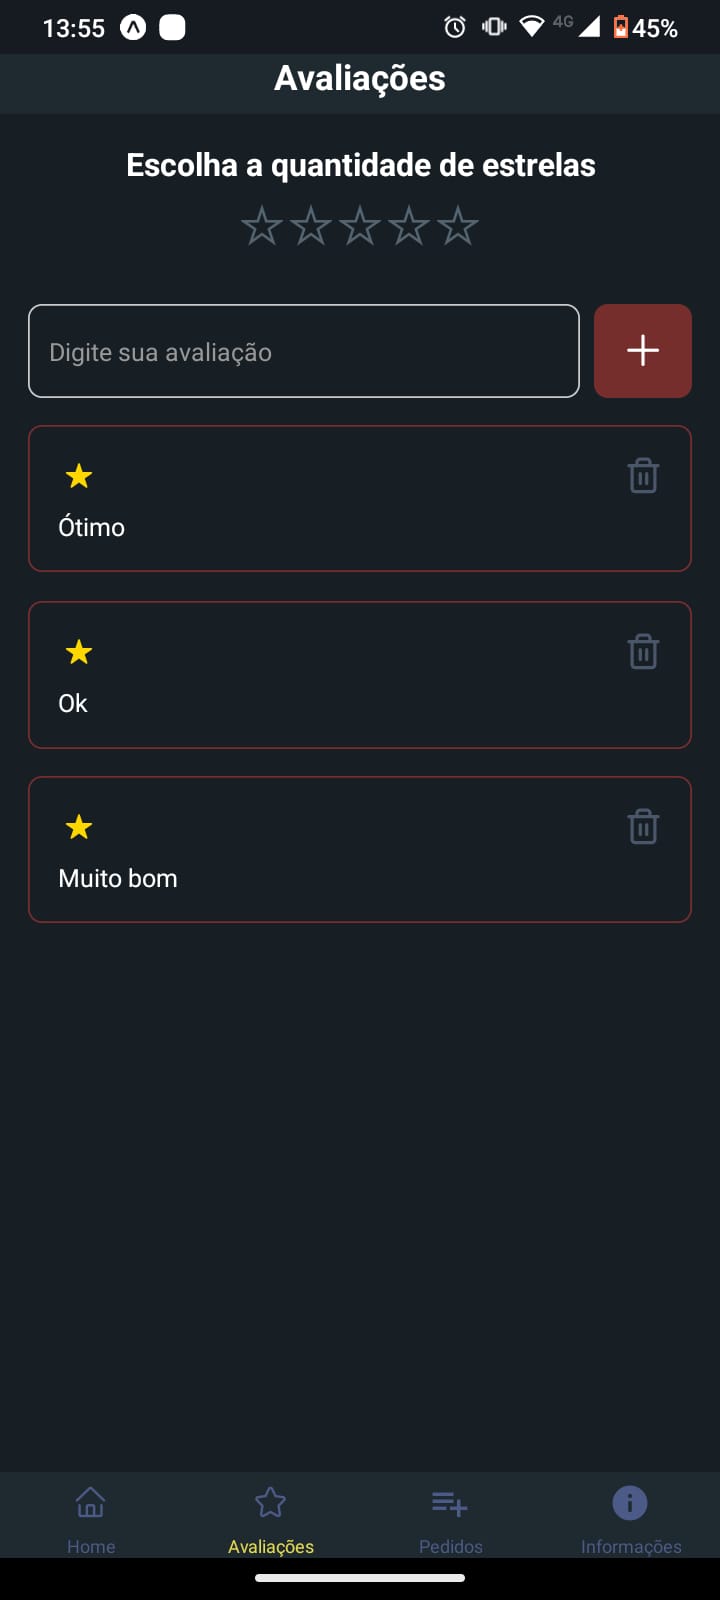 13:55 4G 45%
Avaliações
Escolha a quantidade de estrelas
Digite sua avaliação
Ótimo
Ok
Muito bom
Home Avaliações Pedidos Informações